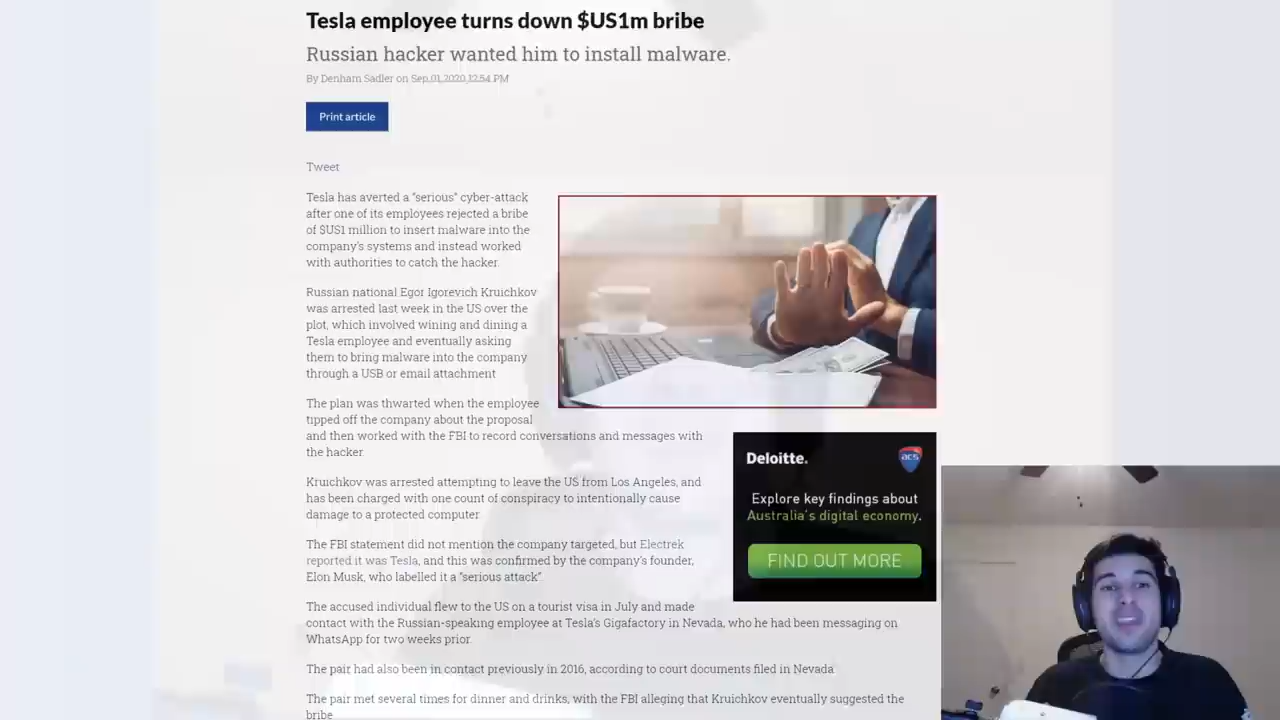 Tesla employee turns down $US1m bribe
Russian hacker wanted him to install malware.
By Denham Sadler on Sep 01 2020 12:54 PM
Print article
Tweet
Tesla has averted a “serious” cyber-attack
after one of its employees rejected a bribe
of $US1 million to insert malware into the
company’s systems and instead worked
with authorities to catch the hacker.
Russian national Egor Igorevich Kruichkov
was arrested last week in the US over the
plot, which involved wining and dining a
Tesla employee and eventually asking
them to bring malware into the company
through a USB or email attachment
The plan was thwarted when the employee
tipped off the company about the proposal
and then worked with the FBI to record conversations and messages with
the hacker.
Kruichkov was arrested attempting to leave the US from Los Angeles, and
has been charged with one count of conspiracy to intentionally cause
damage to a protected computer.
The FBI statement did not mention the company targeted, but Electrek
reported it was Tesla, and this was confirmed by the company’s founder,
Elon Musk, who labelled it a “serious attack”.
The accused individual flew to the US on a tourist visa in July and made
contact with the Russian-speaking employee at Tesla’s Gigafactory in Nevada, who he had been messaging on
WhatsApp for two weeks prior.
The pair had also been in contact previously in 2016, according to court documents filed in Nevada.
The pair met several times for dinner and drinks, with the FBI alleging that Kruichkov eventually suggested the
bribe
Deloitte.
acs
Explore key findings about
Australia’s digital economy.
FIND OUT MORE